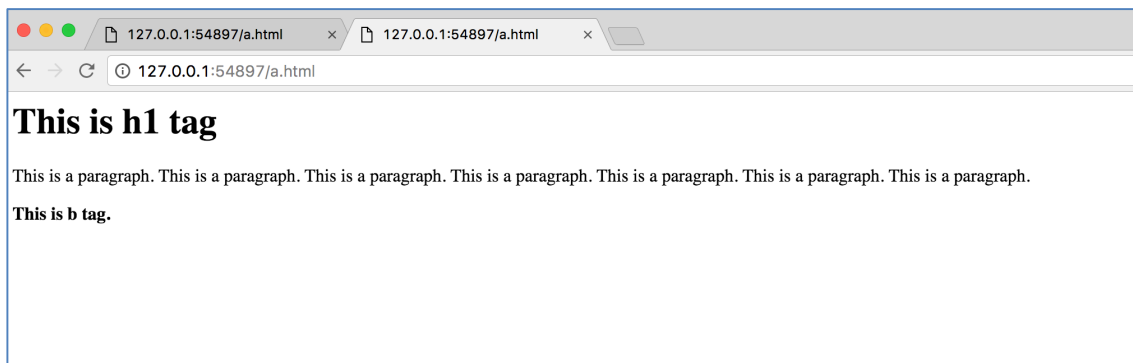 127.0.0.1:54897/a.html × 127.0.0.1:54897/a.html ×
127.0.0.1:54897/a.html
This is h1 tag
This is a paragraph. This is a paragraph. This is a paragraph. This is a paragraph. This is a paragraph. This is a paragraph. This is a paragraph.
This is b tag.